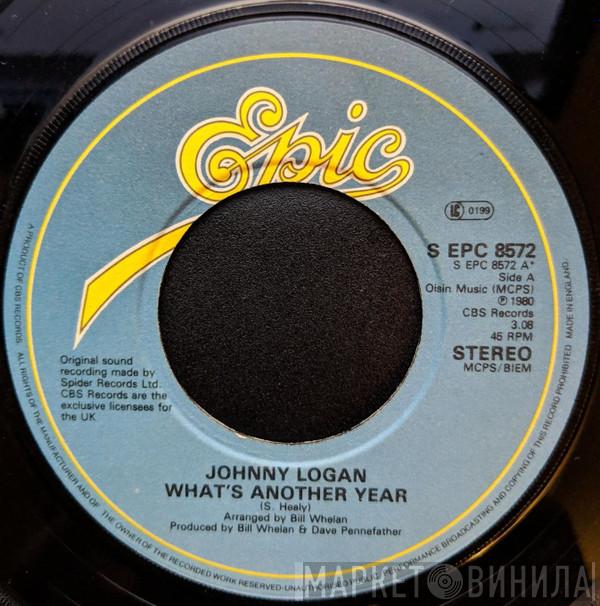 Epic
LC 0199
S EPC 8572
S EPC 8572 A*
Side A
Oisin Music (MCPS)
℗ 1980
CBS Records
3.08
45 RPM
STEREO
MCPS/BIEM
Original sound
recording made by
Spider Records Ltd.
CBS Records are the
exclusive licensees for
the UK
JOHNNY LOGAN
WHAT'S ANOTHER YEAR
(S. Healy)
Arranged by Bill Whelan
Produced by Bill Whelan & Dave Pennefather
A PRODUCT OF CBS RECORDS. ALL RIGHTS OF THE MANUFACTURER AND OF THE OWNER OF THE RECORDED WORK RESERVED-UNAUTHORISED PUBLIC PERFORMANCE BROADCASTING AND COPYING OF THIS RECORD PROHIBITED MADE IN ENGLAND.
МАРКЕТ ВИНИЛА